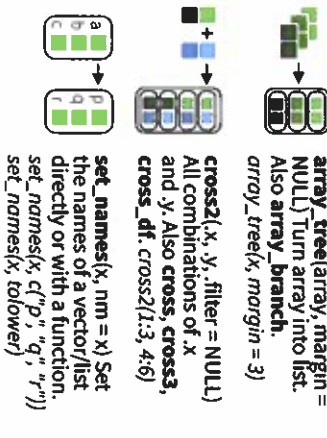 array_tree(array, margin =
NULL) Turn array into list.
Also array_branch.
array_tree(x, margin = 3)
cross2(.x, .y, .filter = NULL)
All combinations of .x
and .y. Also cross, cross3,
cross_df. cross2(1:3, 4:6)
a
b
c
p
q
r
set_names(x, nm = x) Set
the names of a vector/list
directly or with a function.
set_names(x, c("p", "q", "r"))
set_names(x, tolower)